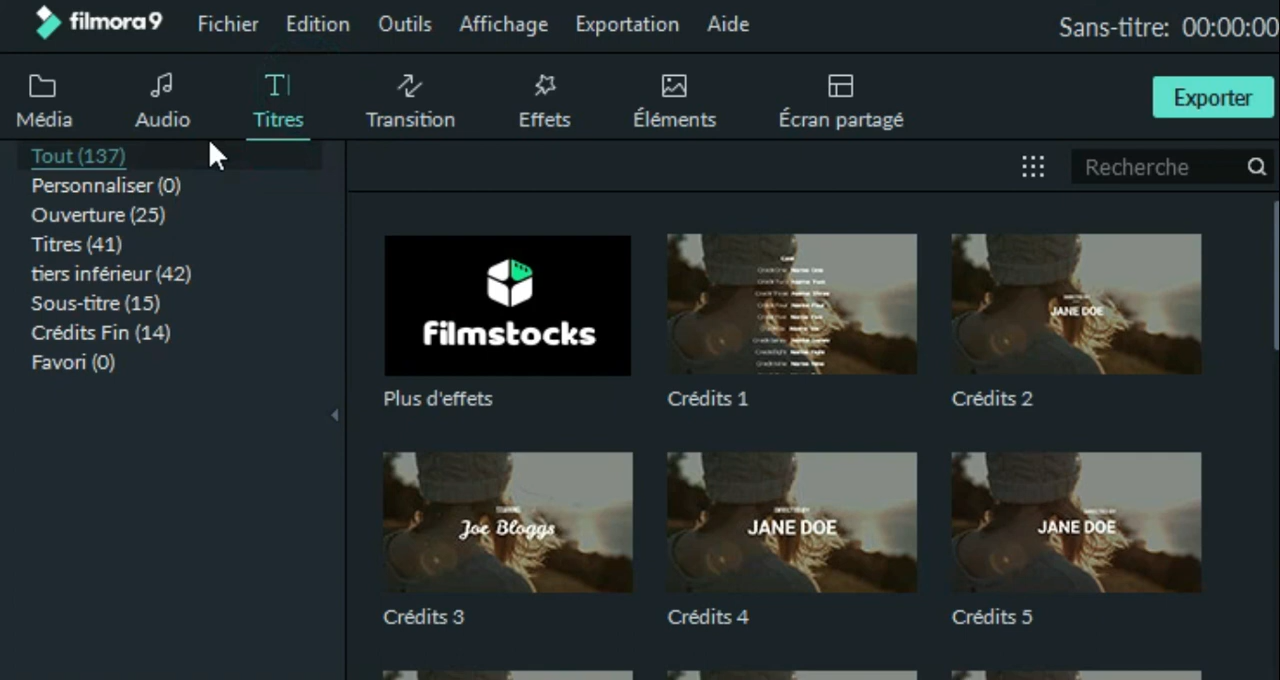 filmora9 Fichier Edition Outils Affichage Exportation Aide Sans-titre: 00:00:00
Média Audio Titres Transition Effets Éléments Écran partagé Exporter
Tout (137)
Recherche
Personnaliser (0)
Ouverture (25)
Titres (41)
tiers inférieur (42)
Sous-titre (15)
Crédits Fin (14)
Favori (0)
filmstocks
JANE DOE
Plus d'effets Crédits 1 Crédits 2
Joe Bloggs JANE DOE JANE DOE
Crédits 3 Crédits 4 Crédits 5